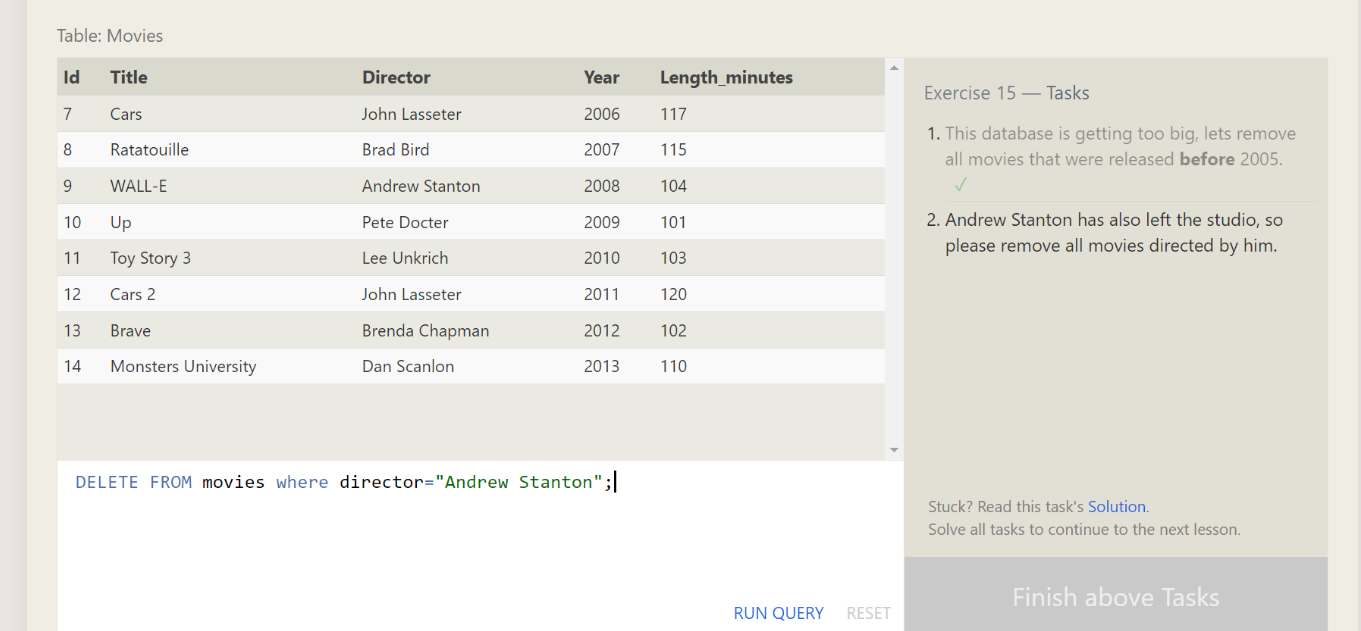 Table: Movies
Id Title Director Year Length_minutes
7 Cars John Lasseter 2006 117
8 Ratatouille Brad Bird 2007 115
9 WALL-E Andrew Stanton 2008 104
10 Up Pete Docter 2009 101
11 Toy Story 3 Lee Unkrich 2010 103
12 Cars 2 John Lasseter 2011 120
13 Brave Brenda Chapman 2012 102
14 Monsters University Dan Scanlon 2013 110
DELETE FROM movies where director="Andrew Stanton";
RUN QUERY RESET
Exercise 15 — Tasks
1. This database is getting too big, lets remove
all movies that were released before 2005.
✓
2. Andrew Stanton has also left the studio, so
please remove all movies directed by him.
Stuck? Read this task's Solution.
Solve all tasks to continue to the next lesson.
Finish above Tasks